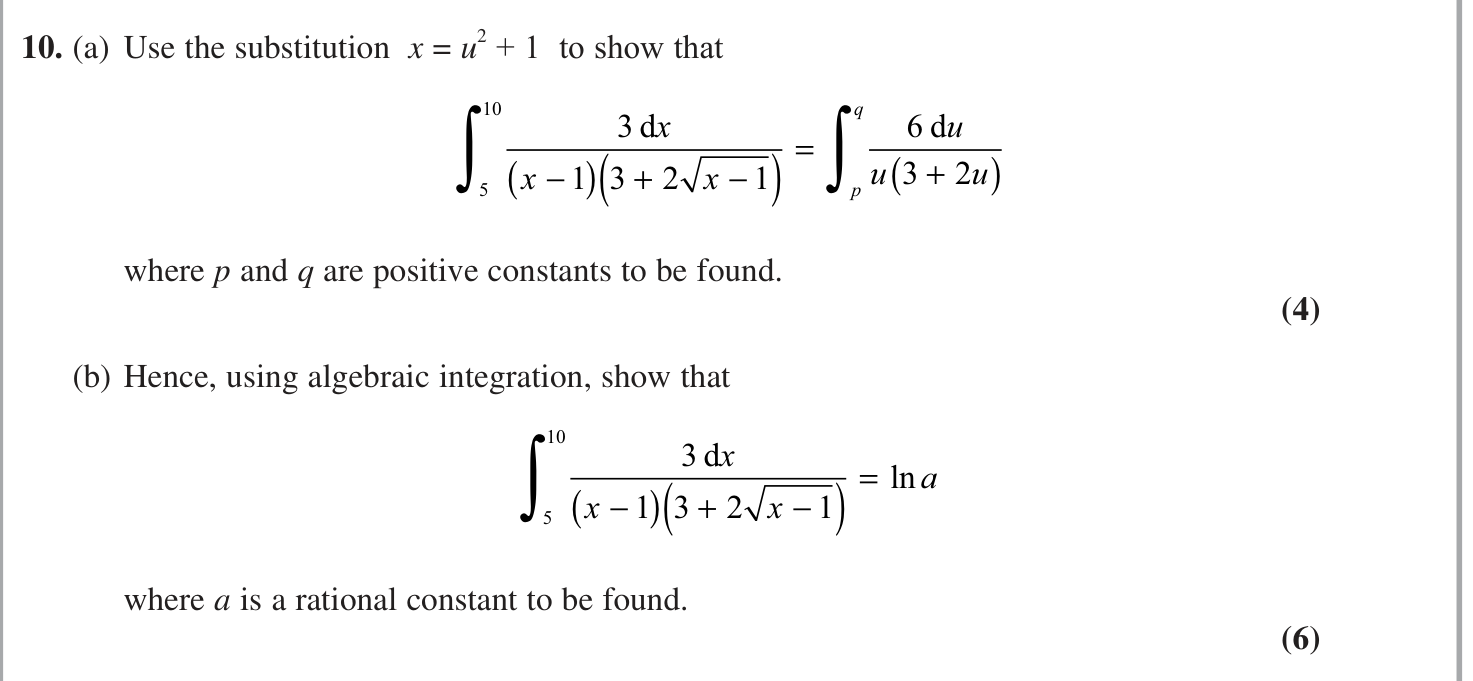 10. (a) Use the substitution x = u² + 1 to show that
∫₅¹⁰ 3 dx / ((x − 1)(3 + 2√(x − 1))) = ∫ₚ^q 6 du / (u(3 + 2u))
where p and q are positive constants to be found.
(4)
(b) Hence, using algebraic integration, show that
∫₅¹⁰ 3 dx / ((x − 1)(3 + 2√(x − 1))) = ln a
where a is a rational constant to be found.
(6)